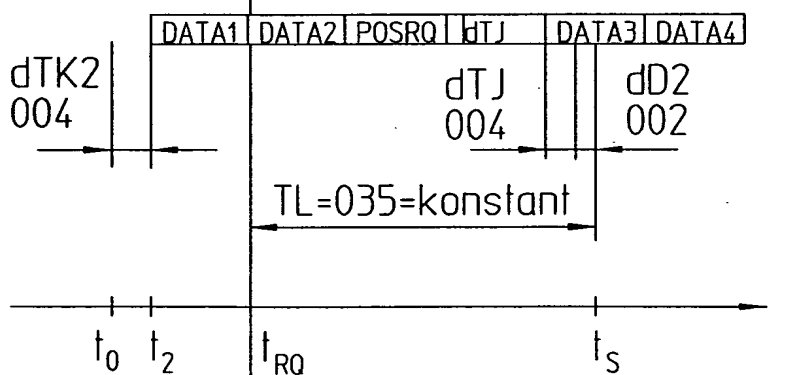 DATA1 DATA2 POSRQ dTJ DATA3 DATA4
dTK2 dTJ dD2
004 004 002
TL=035=konstant
t0 t2 tRQ tS